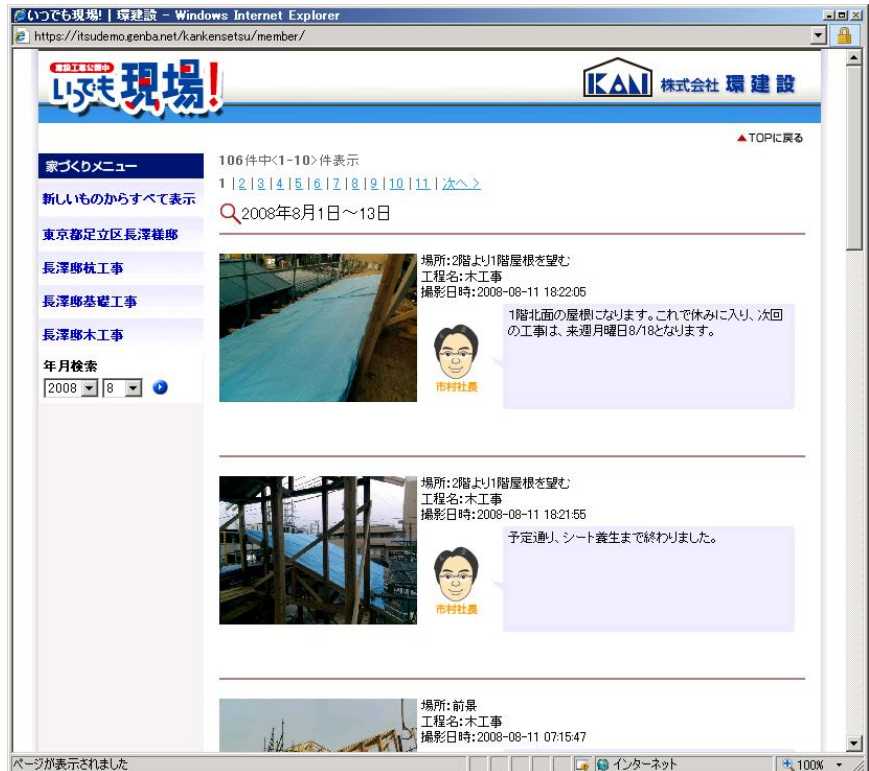 いつでも現場! | 環建設 - Windows Internet Explorer
https://itsudemo.genba.net/kankensetsu/member/
建設工事公開中
いつでも現場!
KAN 株式会社 環建設
▲TOPに戻る
家づくりメニュー
新しいものからすべて表示
東京都足立区長澤様邸
長澤邸杭工事
長澤邸基礎工事
長澤邸木工事
年月検索
2008 8
106件中<1-10>件表示
1 | 2 | 3 | 4 | 5 | 6 | 7 | 8 | 9 | 10 | 11 | 次へ >
2008年8月1日~13日
場所:2階より1階屋根を望む
工程名:木工事
撮影日時:2008-08-11 18:22:05
1階北面の屋根になります。これで休みに入り、次回
の工事は、来週月曜日8/18となります。
市村社長
場所:2階より1階屋根を望む
工程名:木工事
撮影日時:2008-08-11 18:21:55
予定通り、シート養生まで終わりました。
市村社長
場所:前景
工程名:木工事
撮影日時:2008-08-11 07:15:47
ページが表示されました
インターネット
100%